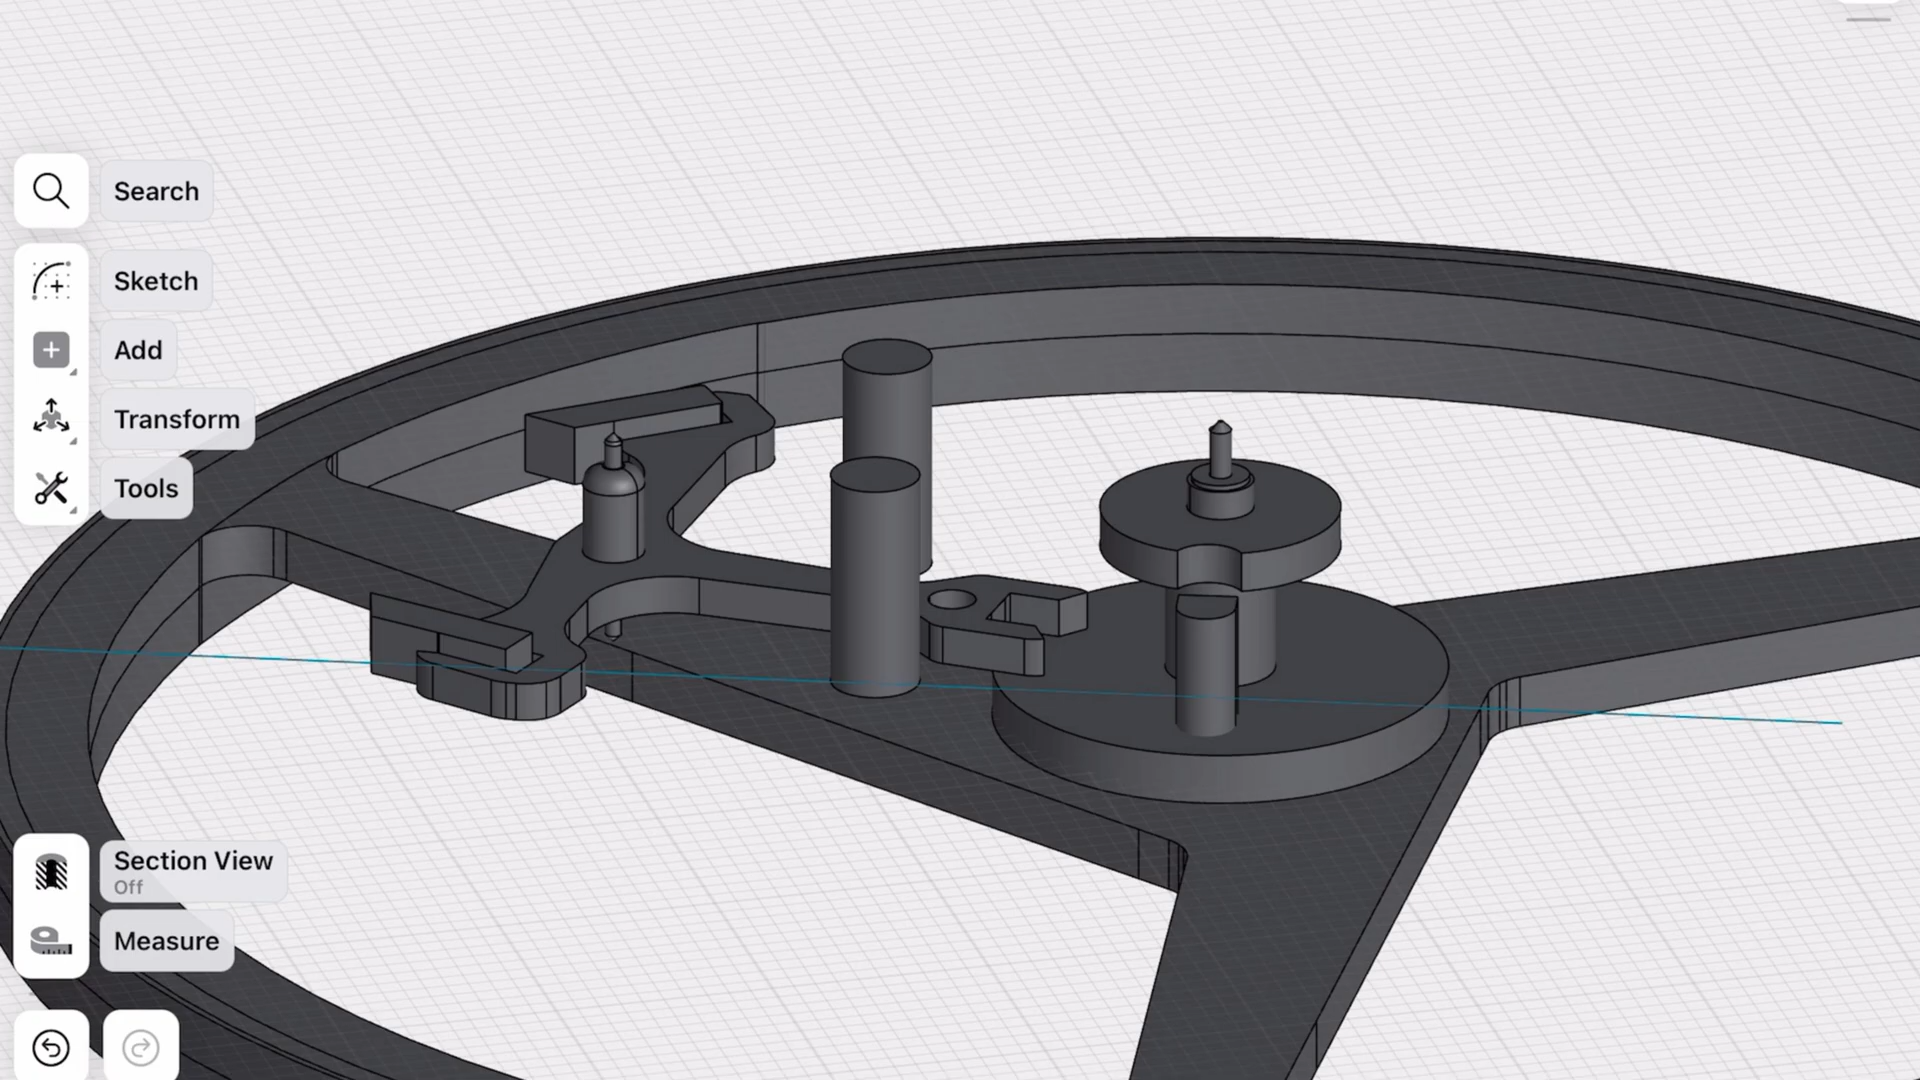 Search
Sketch
Add
Transform
Tools
Section View
Off
Measure